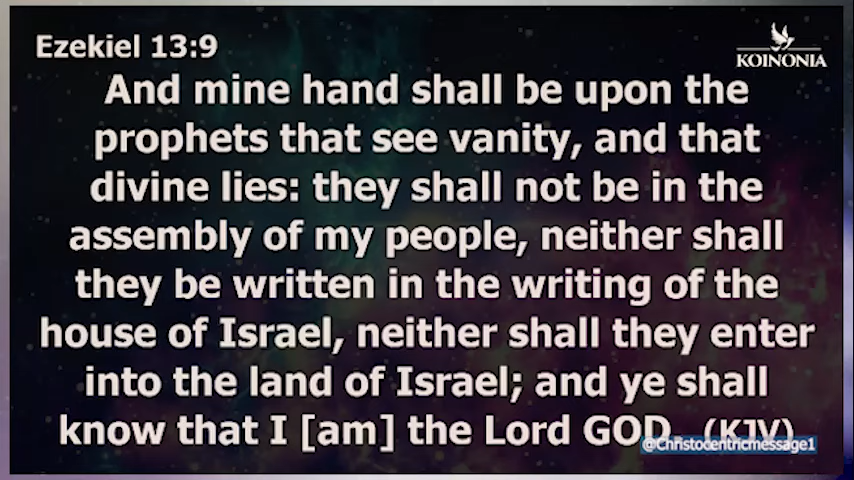 Ezekiel 13:9
KOINONIA
And mine hand shall be upon the
prophets that see vanity, and that
divine lies: they shall not be in the
assembly of my people, neither shall
they be written in the writing of the
house of Israel, neither shall they enter
into the land of Israel; and ye shall
know that I [am] the Lord GOD. (KJV)
@Christocentricmessage1